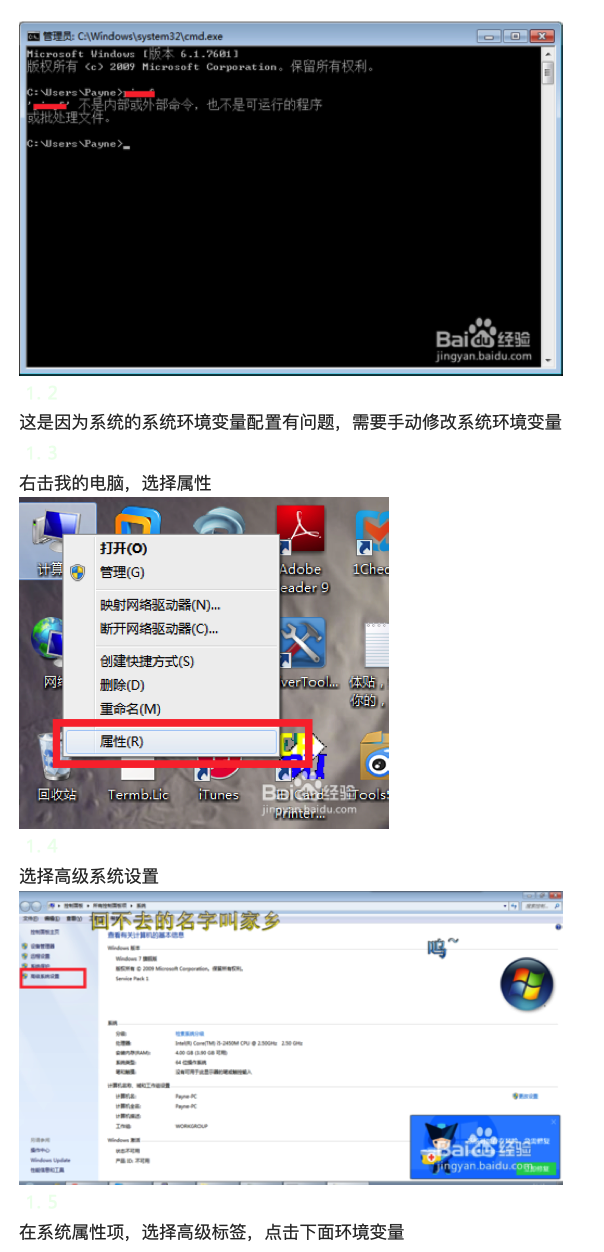 管理员: C:\Windows\system32\cmd.exe
Microsoft Windows [版本 6.1.7601]
版权所有 <c> 2009 Microsoft Corporation。保留所有权利。
C:\Users\Payne>
' 不是内部或外部命令，也不是可运行的程序
或批处理文件。
C:\Users\Payne>_
Baidu经验
jingyan.baidu.com
1. 2
这是因为系统的系统环境变量配置有问题，需要手动修改系统环境变量
1. 3
右击我的电脑，选择属性
计算
打开(O)
管理(G)
映射网络驱动器(N)...
断开网络驱动器(C)...
创建快捷方式(S)
删除(D)
重命名(M)
属性(R)
Adobe
eader 9
1Chec
网络
verTool...
体贴，
你的，
回收站
Termb.Lic
iTunes
Printer...
Tools
Baidu经验
jingyan.baidu.com
1. 4
选择高级系统设置
回不去的名字叫家乡
呜~
控制面板主页
设备管理器
远程设置
系统保护
高级系统设置
查看有关计算机的基本信息
Windows 版本
Windows 7 旗舰版
版权所有 © 2009 Microsoft Corporation。保留所有权利。
Service Pack 1
系统
分级:
处理器: Intel(R) Core(TM) i5-2450M CPU @ 2.50GHz 2.50 GHz
安装内存(RAM):
系统类型: 64 位操作系统
笔和触摸: 没有可用于此显示器的笔或触控输入
计算机名称、域和工作组设置
计算机名: Payne-PC
更改设置
计算机全名: Payne-PC
计算机描述:
工作组: WORKGROUP
Windows 激活
状态不可用
产品 ID: 不可用
操作中心
Windows Update
性能信息和工具
Baidu经验
jingyan.baidu.com
1. 5
在系统属性项，选择高级标签，点击下面环境变量